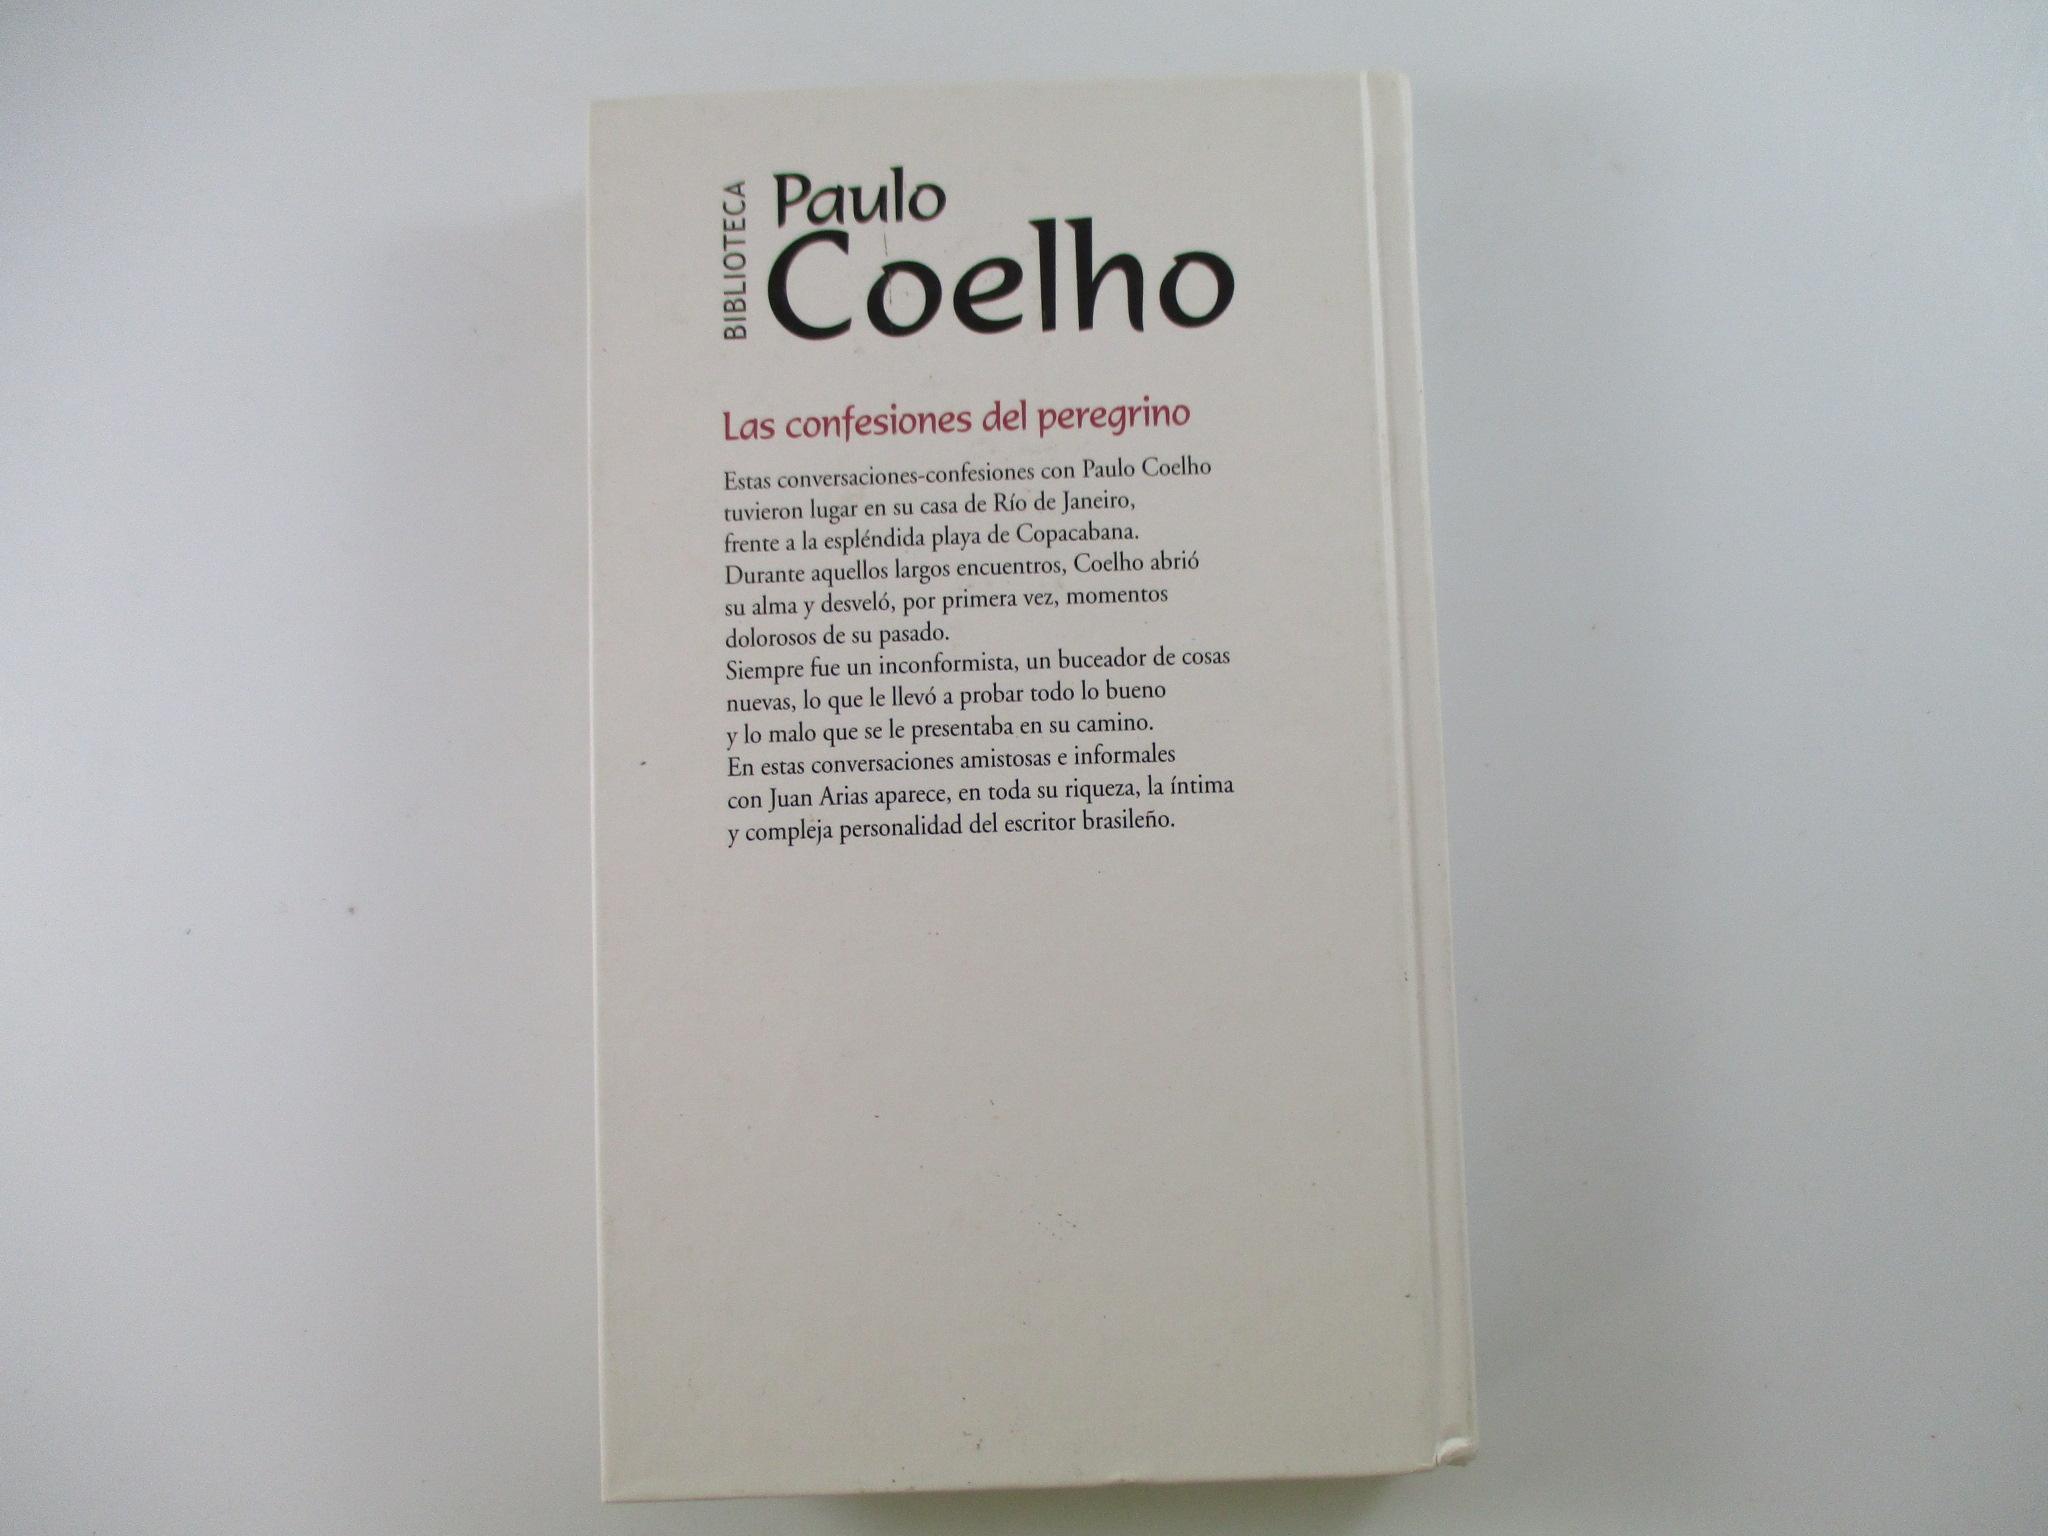 BIBLIOTECA
Paulo
Coelho
Las confesiones del peregrino
Estas conversaciones-confesiones con Paulo Coelho
tuvieron lugar en su casa de Río de Janeiro,
frente a la espléndida playa de Copacabana.
Durante aquellos largos encuentros, Coelho abrió
su alma y desveló, por primera vez, momentos
dolorosos de su pasado.
Siempre fue un inconformista, un buceador de cosas
nuevas, lo que le llevó a probar todo lo bueno
y lo malo que se le presentaba en su camino.
En estas conversaciones amistosas e informales
con Juan Arias aparece, en toda su riqueza, la íntima
y compleja personalidad del escritor brasileño.